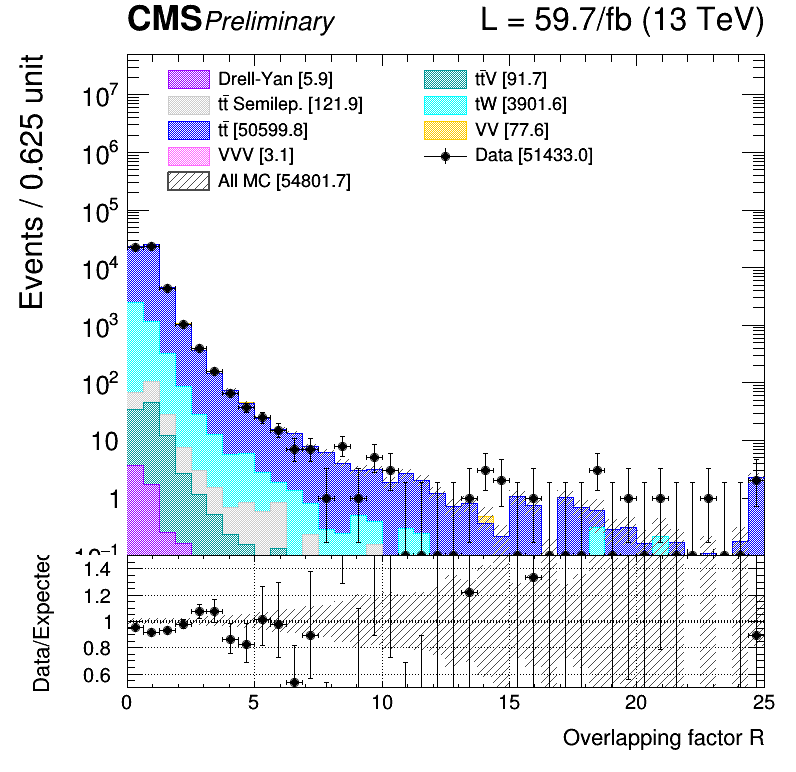 CMS Preliminary L = 59.7/fb (13 TeV)
Events / 0.625 unit
Drell-Yan [5.9]
tt̄ Semilep. [121.9]
tt̄ [50599.8]
VVV [3.1]
All MC [54801.7]
tt̄V [91.7]
tW [3901.6]
VV [77.6]
Data [51433.0]
10⁷
10⁶
10⁵
10⁴
10³
10²
10
1
10⁻¹
Data/Expected
1.4
1.2
1
0.8
0.6
0 5 10 15 20 25
Overlapping factor R